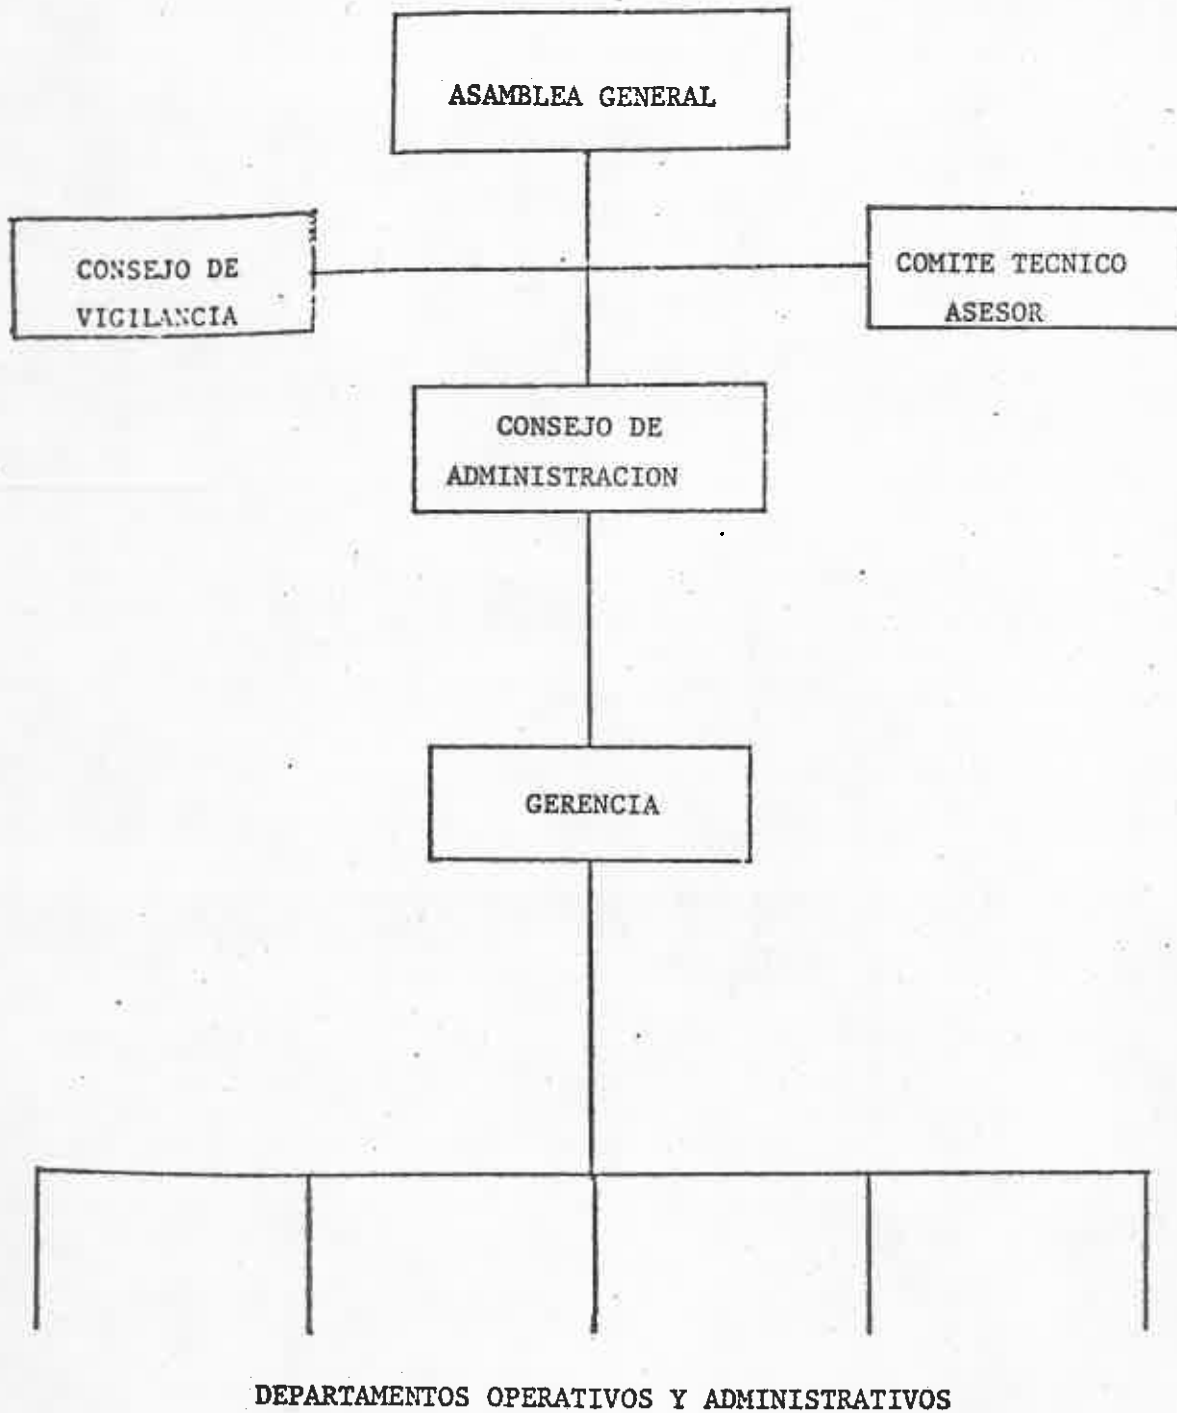 ASAMBLEA GENERAL
CONSEJO DE
VIGILANCIA
COMITE TECNICO
ASESOR
CONSEJO DE
ADMINISTRACION
GERENCIA
DEPARTAMENTOS OPERATIVOS Y ADMINISTRATIVOS